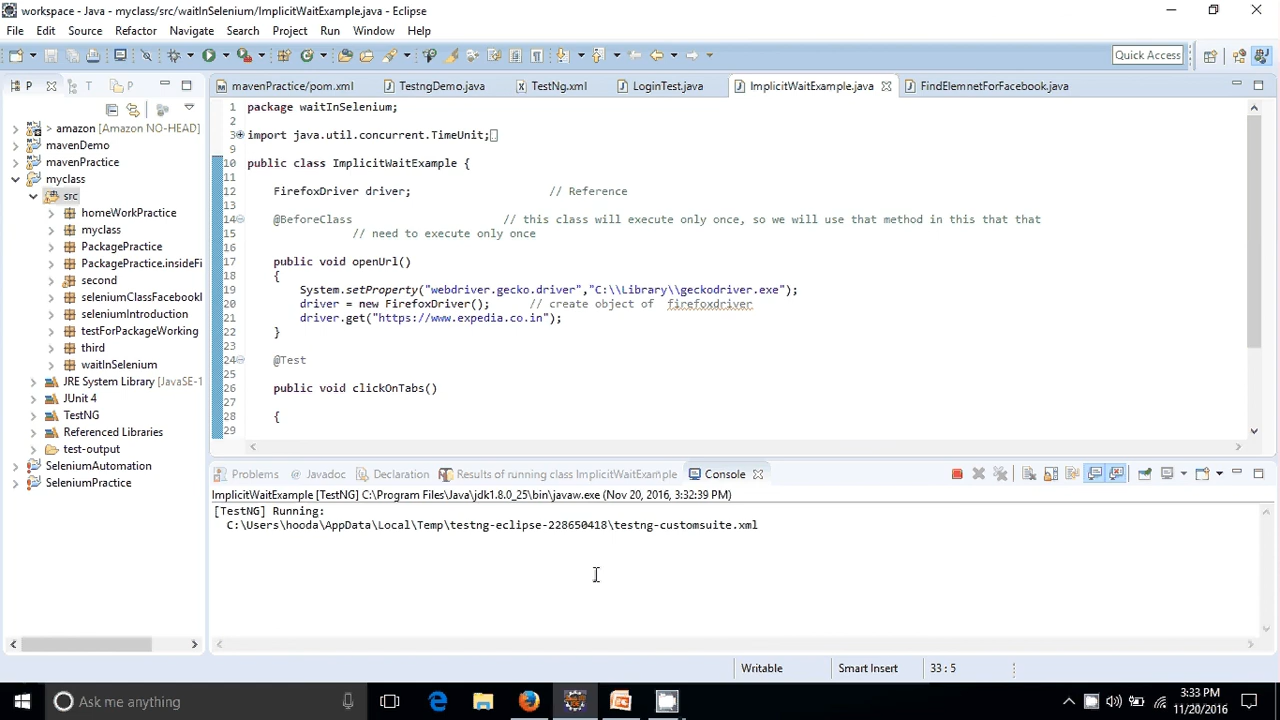 workspace - Java - myclass/src/waitInSelenium/ImplicitWaitExample.java - Eclipse
File Edit Source Refactor Navigate Search Project Run Window Help
Quick Access
P T P
mavenPractice/pom.xml TestngDemo.java TestNg.xml LoginTest.java ImplicitWaitExample.java FindElemnetForFacebook.java
> amazon [Amazon NO-HEAD]
mavenDemo
mavenPractice
myclass
src
homeWorkPractice
myclass
PackagePractice
PackagePractice.insideFi
second
seleniumClassFacebookI
seleniumIntroduction
testForPackageWorking
third
waitInSelenium
JRE System Library [JavaSE-1
JUnit 4
TestNG
Referenced Libraries
test-output
SeleniumAutomation
SeleniumPractice
1 package waitInSelenium;
2
3 import java.util.concurrent.TimeUnit;
9
10 public class ImplicitWaitExample {
11
12 FirefoxDriver driver; // Reference
13
14 @BeforeClass // this class will execute only once, so we will use that method in this that that
15 // need to execute only once
16
17 public void openUrl()
18 {
19 System.setProperty("webdriver.gecko.driver","C:\\Library\\geckodriver.exe");
20 driver = new FirefoxDriver(); // create object of firefoxdriver
21 driver.get("https://www.expedia.co.in");
22 }
23
24 @Test
25
26 public void clickOnTabs()
27
28 {
29
Problems @ Javadoc Declaration Results of running class ImplicitWaitExample Console
ImplicitWaitExample [TestNG] C:\Program Files\Java\jdk1.8.0_25\bin\javaw.exe (Nov 20, 2016, 3:32:39 PM)
[TestNG] Running:
C:\Users\hooda\AppData\Local\Temp\testng-eclipse-228650418\testng-customsuite.xml
Writable Smart Insert 33 : 5
Ask me anything
3:33 PM
11/20/2016